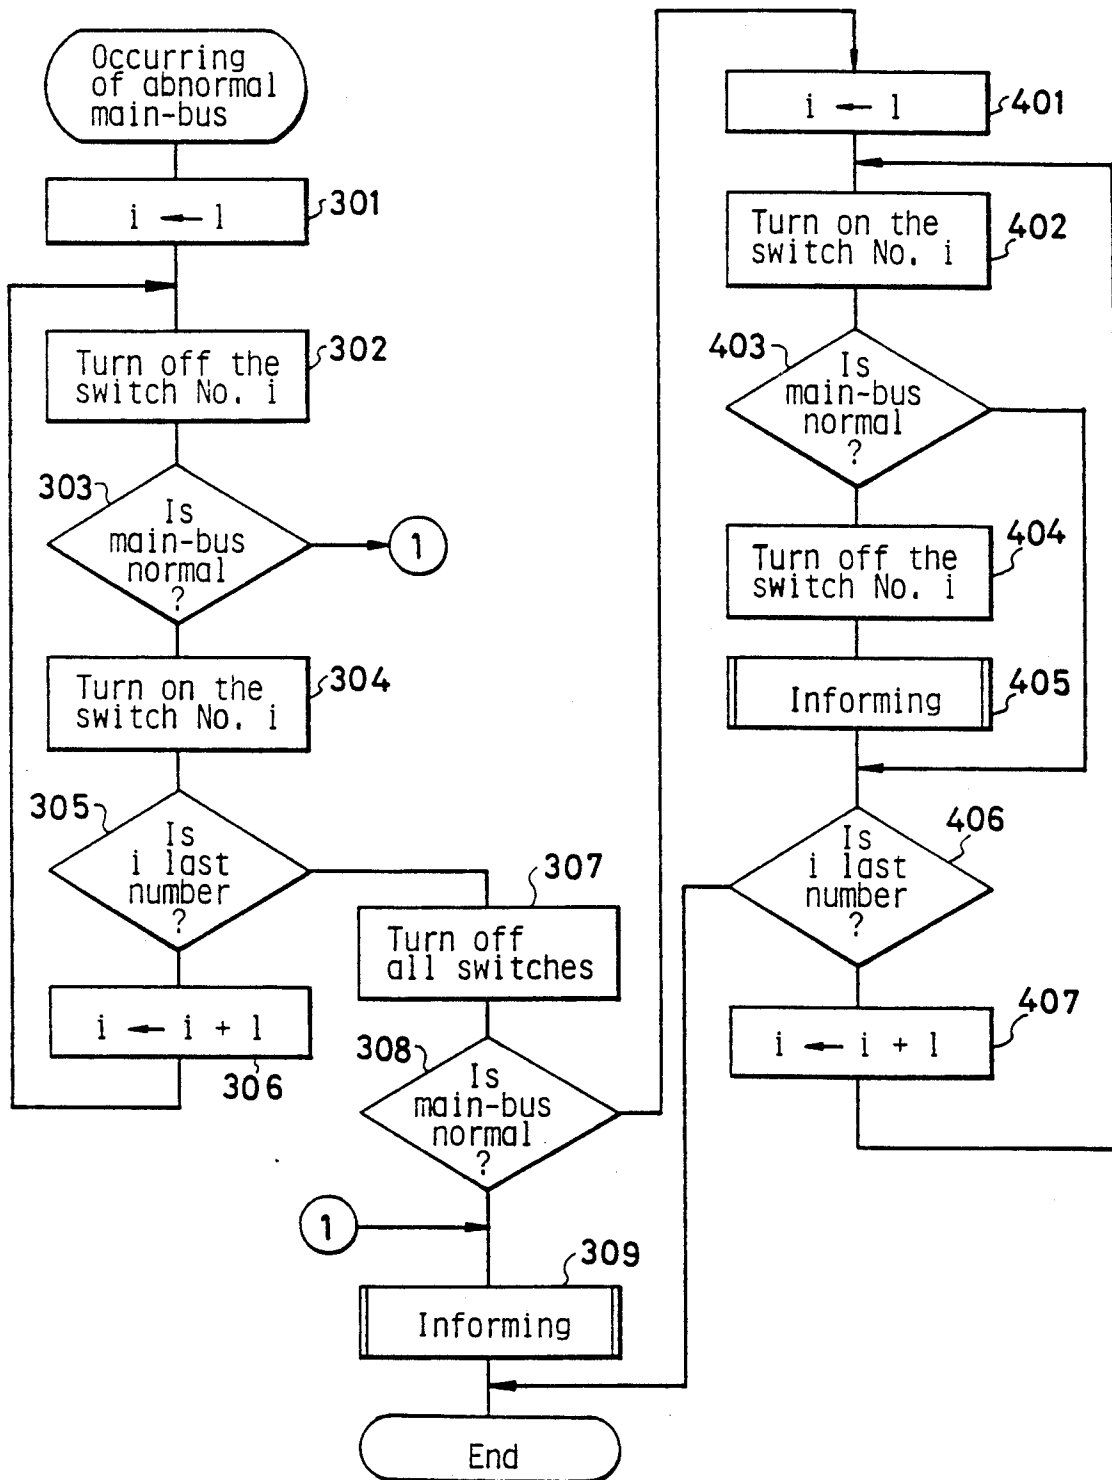 Occurring
of abnormal
main-bus
i ← 1
301
Turn off the
switch No. i
302
303
Is
main-bus
normal
?
1
Turn on the
switch No. i
304
305
Is
i last
number
?
i ← i + 1
306
307
Turn off
all switches
308
Is
main-bus
normal
?
1
309
Informing
End
i ← 1
401
Turn on the
switch No. i
402
403
Is
main-bus
normal
?
Turn off the
switch No. i
404
Informing
405
Is
i last
number
?
406
i ← i + 1
407